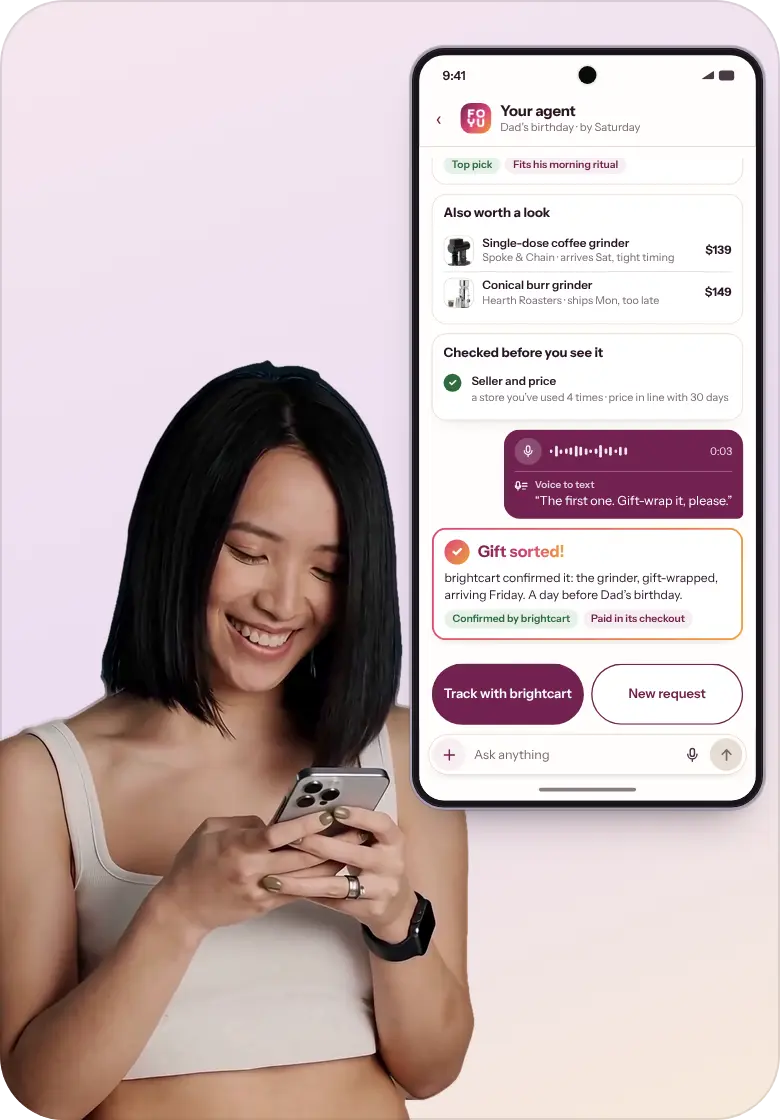 9:41
FO
YU
Your agent
Dad's birthday · by Saturday
Top pick
Fits his morning ritual
Also worth a look
Single-dose coffee grinder
$139
Spoke & Chain · arrives Sat, tight timing
Conical burr grinder
$149
Hearth Roasters · ships Mon, too late
Checked before you see it
Seller and price
a store you've used 4 times · price in line with 30 days
0:03
Voice to text
“The first one. Gift-wrap it, please.”
Gift sorted!
brightcart confirmed it: the grinder, gift-wrapped,
arriving Friday. A day before Dad's birthday.
Confirmed by brightcart
Paid in its checkout
Track with brightcart
New request
Ask anything